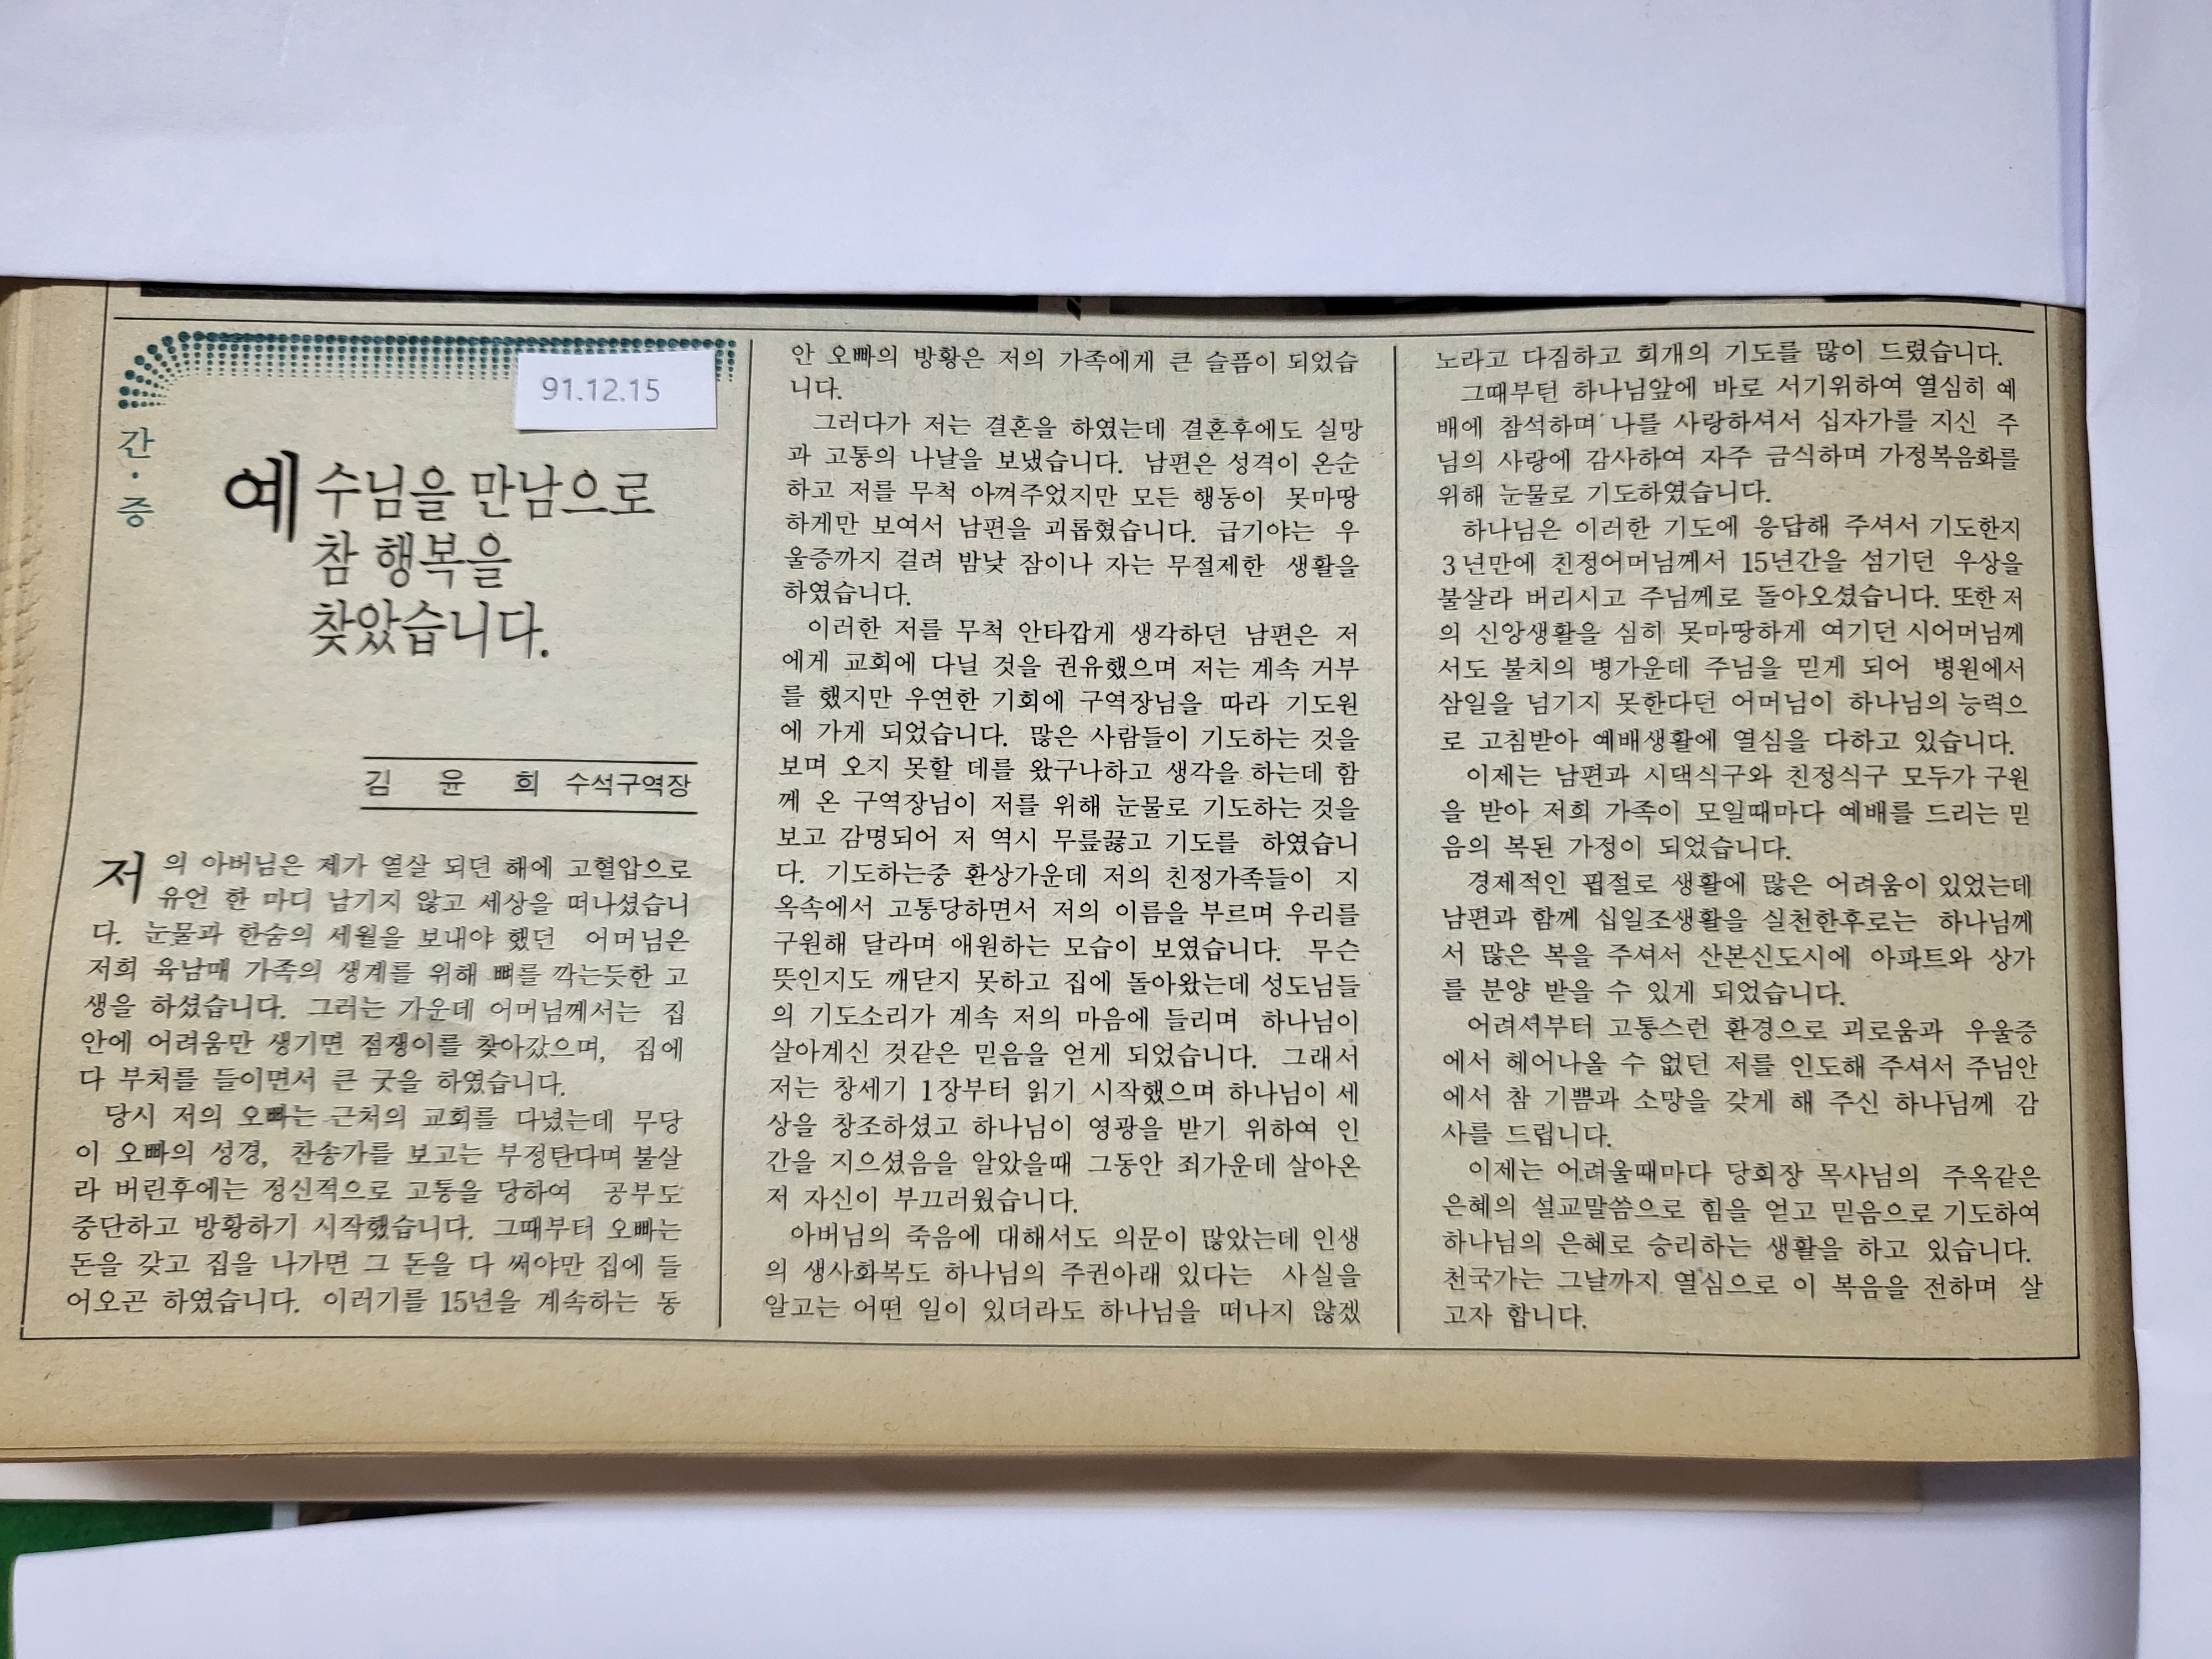 91.12.15
간·증
예수님을 만남으로
참 행복을
찾았습니다.
김 윤 희 수석구역장
저의 아버님은 제가 열살 되던 해에 고혈압으로
유언 한 마디 남기지 않고 세상을 떠나셨습니
다. 눈물과 한숨의 세월을 보내야 했던 어머님은
저희 육남매 가족의 생계를 위해 뼈를 깍는듯한 고
생을 하셨습니다. 그러는 가운데 어머님께서는 집
안에 어려움만 생기면 점쟁이를 찾아갔으며, 집에
다 부처를 들이면서 큰 굿을 하였습니다.
당시 저의 오빠는 근처의 교회를 다녔는데 무당
이 오빠의 성경, 찬송가를 보고는 부정탄다며 불살
라 버린후에는 정신적으로 고통을 당하여 공부도
중단하고 방황하기 시작했습니다. 그때부터 오빠는
돈을 갖고 집을 나가면 그 돈을 다 써야만 집에 들
어오곤 하였습니다. 이러기를 15년을 계속하는 동
안 오빠의 방황은 저의 가족에게 큰 슬픔이 되었습
니다.
그러다가 저는 결혼을 하였는데 결혼후에도 실망
과 고통의 나날을 보냈습니다. 남편은 성격이 온순
하고 저를 무척 아껴주었지만 모든 행동이 못마땅
하게만 보여서 남편을 괴롭혔습니다. 급기야는 우
울증까지 걸려 밤낮 잠이나 자는 무절제한 생활을
하였습니다.
이러한 저를 무척 안타깝게 생각하던 남편은 저
에게 교회에 다닐 것을 권유했으며 저는 계속 거부
를 했지만 우연한 기회에 구역장님을 따라 기도원
에 가게 되었습니다. 많은 사람들이 기도하는 것을
보며 오지 못할 데를 왔구나하고 생각을 하는데 함
께 온 구역장님이 저를 위해 눈물로 기도하는 것을
보고 감명되어 저 역시 무릎꿇고 기도를 하였습니
다. 기도하는중 환상가운데 저의 친정가족들이 지
옥속에서 고통당하면서 저의 이름을 부르며 우리를
구원해 달라며 애원하는 모습이 보였습니다. 무슨
뜻인지도 깨닫지 못하고 집에 돌아왔는데 성도님들
의 기도소리가 계속 저의 마음에 들리며 하나님이
살아계신 것같은 믿음을 얻게 되었습니다. 그래서
저는 창세기 1장부터 읽기 시작했으며 하나님이 세
상을 창조하셨고 하나님이 영광을 받기 위하여 인
간을 지으셨음을 알았을때 그동안 죄가운데 살아온
저 자신이 부끄러웠습니다.
아버님의 죽음에 대해서도 의문이 많았는데 인생
의 생사화복도 하나님의 주권아래 있다는 사실을
알고는 어떤 일이 있더라도 하나님을 떠나지 않겠
노라고 다짐하고 회개의 기도를 많이 드렸습니다.
그때부턴 하나님앞에 바로 서기위하여 열심히 예
배에 참석하며 나를 사랑하셔서 십자가를 지신 주
님의 사랑에 감사하여 자주 금식하며 가정복음화를
위해 눈물로 기도하였습니다.
하나님은 이러한 기도에 응답해 주셔서 기도한지
3년만에 친정어머님께서 15년간을 섬기던 우상을
불살라 버리시고 주님께로 돌아오셨습니다. 또한 저
의 신앙생활을 심히 못마땅하게 여기던 시어머님께
서도 불치의 병가운데 주님을 믿게 되어 병원에서
삼일을 넘기지 못한다던 어머님이 하나님의 능력으
로 고침받아 예배생활에 열심을 다하고 있습니다.
이제는 남편과 시댁식구와 친정식구 모두가 구원
을 받아 저희 가족이 모일때마다 예배를 드리는 믿
음의 복된 가정이 되었습니다.
경제적인 핍절로 생활에 많은 어려움이 있었는데
남편과 함께 십일조생활을 실천한후로는 하나님께
서 많은 복을 주셔서 산본신도시에 아파트와 상가
를 분양 받을 수 있게 되었습니다.
어려서부터 고통스런 환경으로 괴로움과 우울증
에서 헤어나올 수 없던 저를 인도해 주셔서 주님안
에서 참 기쁨과 소망을 갖게 해 주신 하나님께 감
사를 드립니다.
이제는 어려울때마다 당회장 목사님의 주옥같은
은혜의 설교말씀으로 힘을 얻고 믿음으로 기도하여
하나님의 은혜로 승리하는 생활을 하고 있습니다.
천국가는 그날까지 열심으로 이 복음을 전하며 살
고자 합니다.